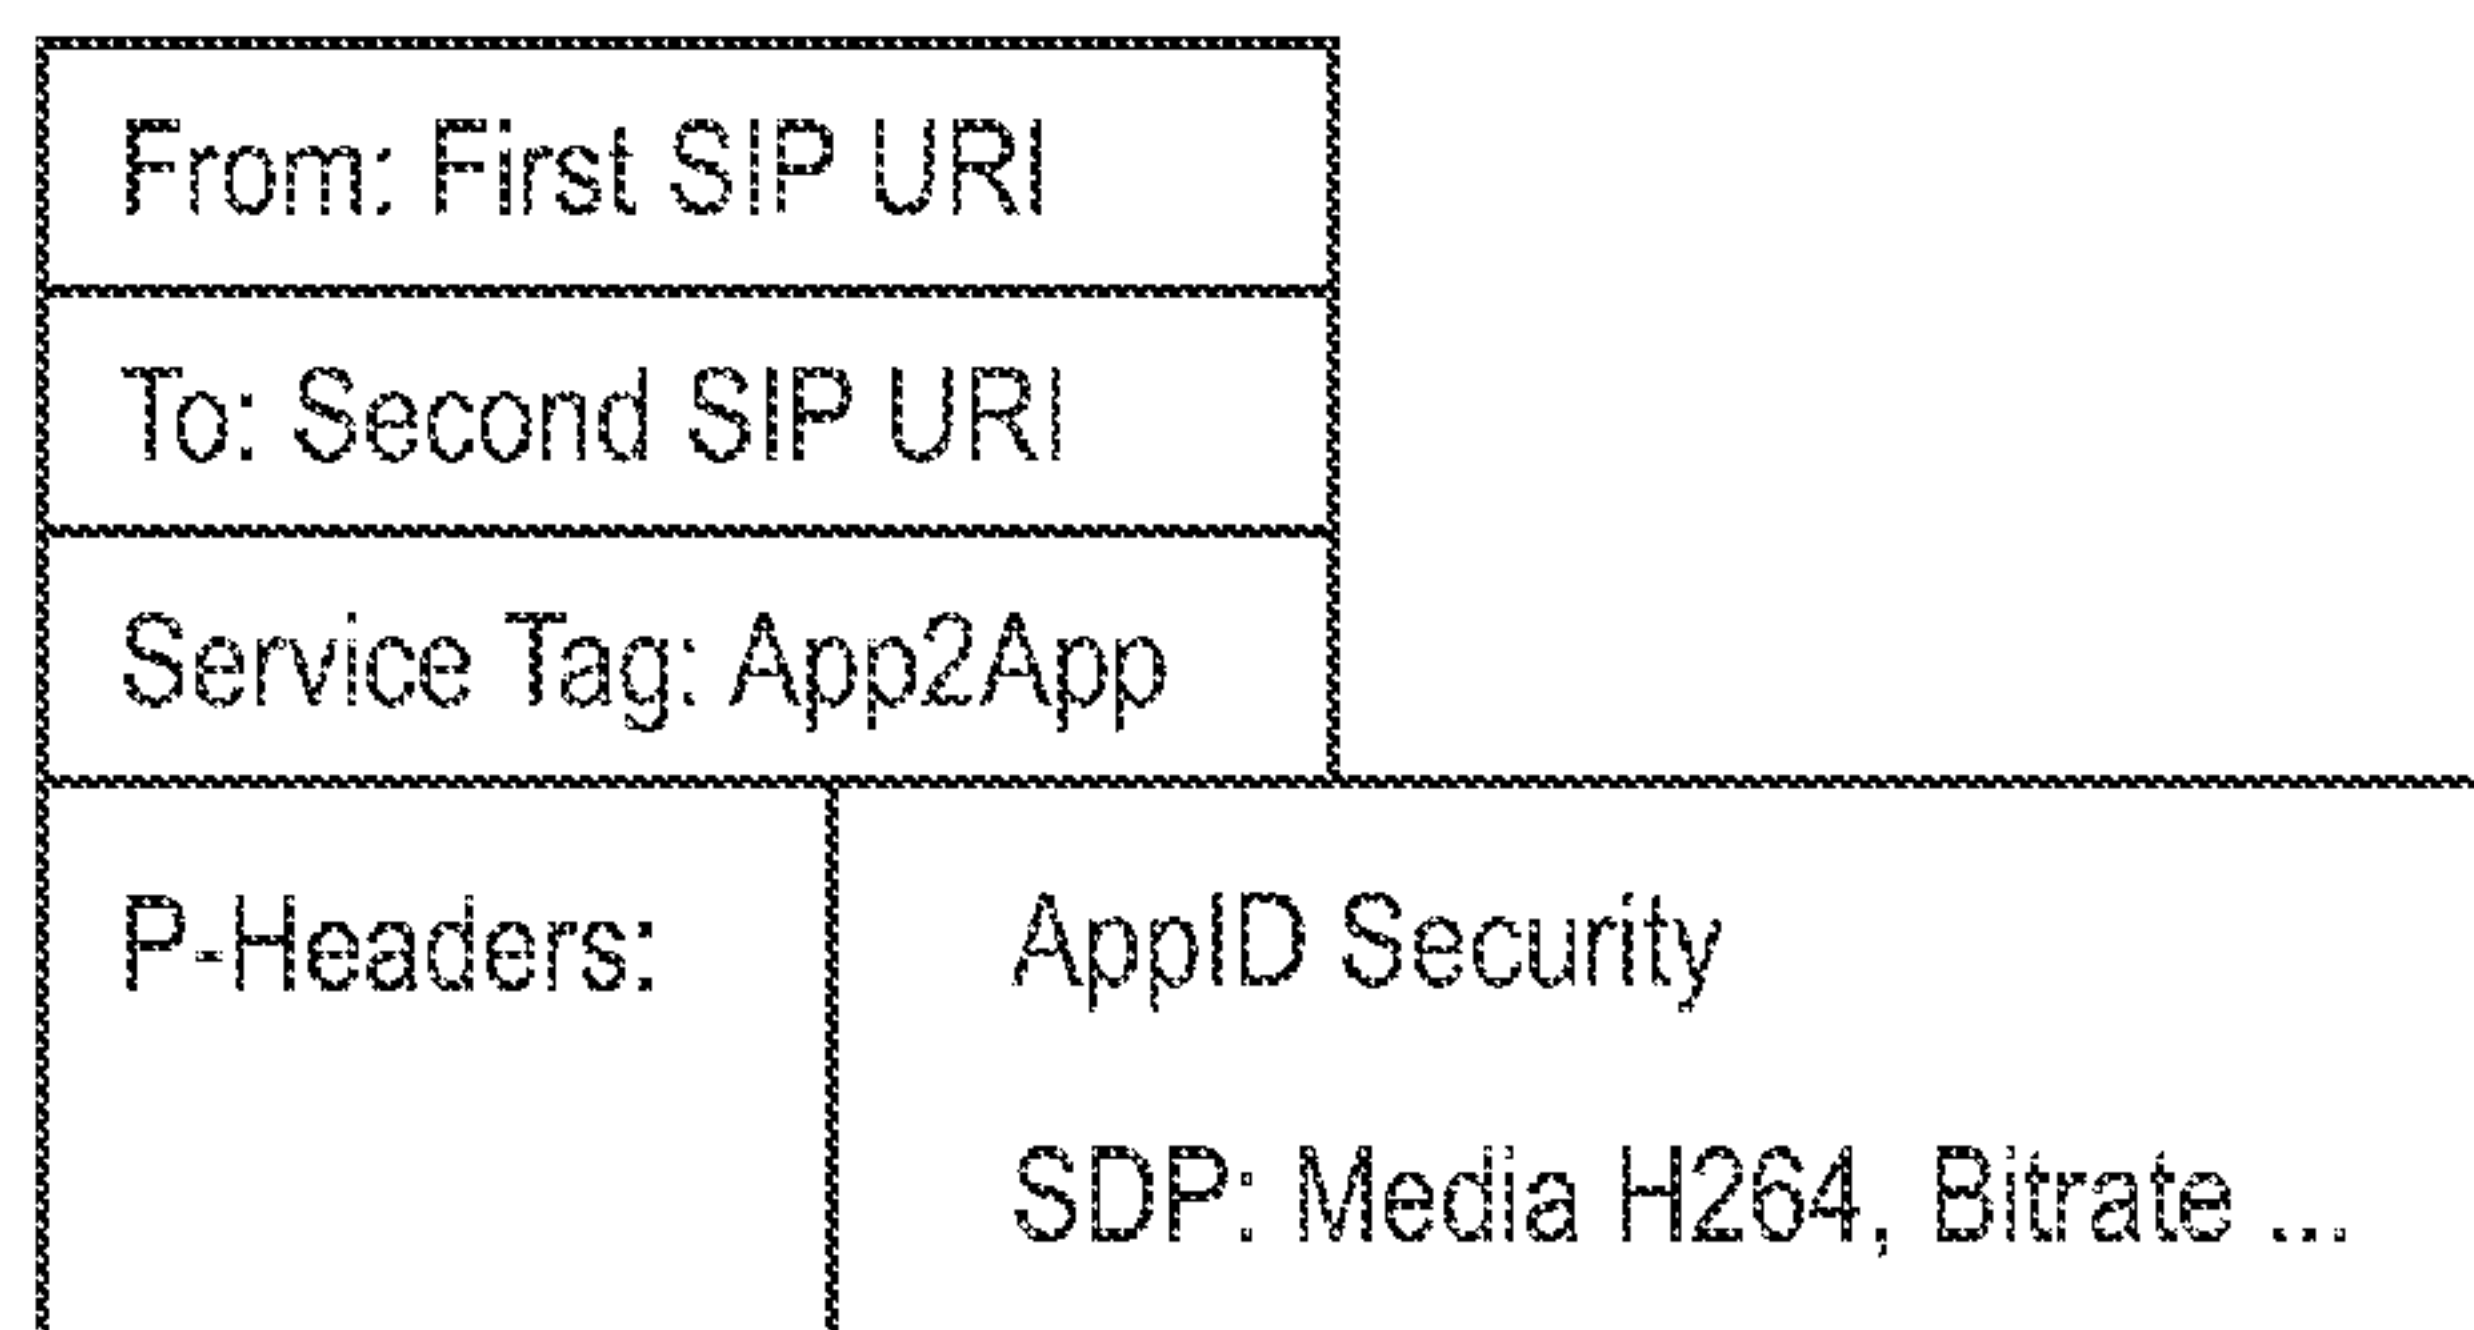 From: First SIP URI
To: Second SIP URI
Service Tag: App2App
P-Headers:
AppID Security
SDP: Media H264, Bitrate ...